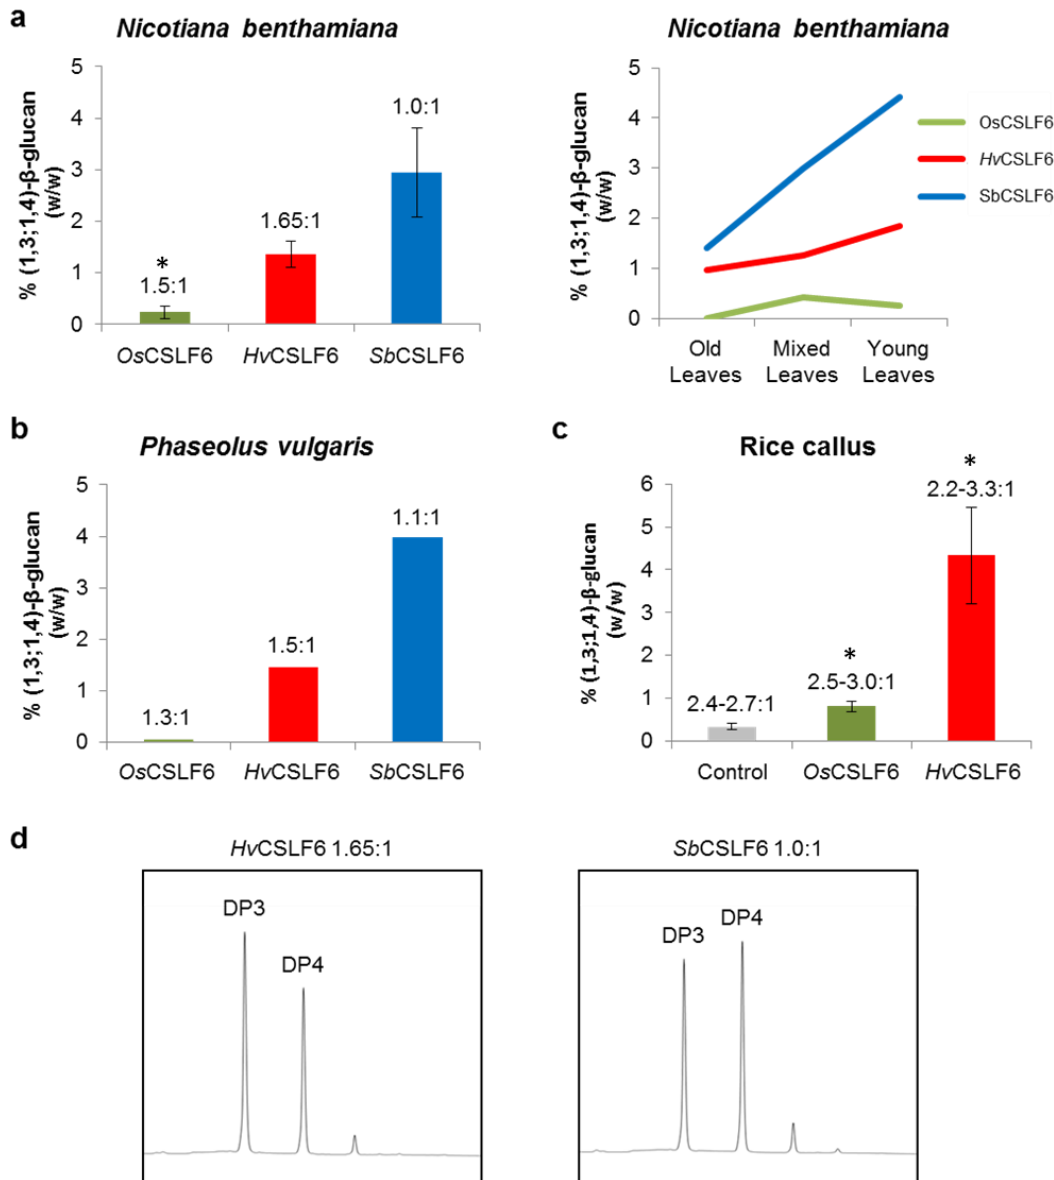 a
Nicotiana benthamiana
% (1,3;1,4)-β-glucan
(w/w)
5
4
3
2
1
0
*
1.5:1
1.65:1
1.0:1
OsCSLF6
HvCSLF6
SbCSLF6
Nicotiana benthamiana
% (1,3;1,4)-β-glucan
(w/w)
5
4
3
2
1
0
Old
Leaves
Mixed
Leaves
Young
Leaves
OsCSLF6
HvCSLF6
SbCSLF6
b
Phaseolus vulgaris
% (1,3;1,4)-β-glucan
(w/w)
5
4
3
2
1
0
1.3:1
1.5:1
1.1:1
OsCSLF6
HvCSLF6
SbCSLF6
c
Rice callus
% (1,3;1,4)-β-glucan
(w/w)
6
5
4
3
2
1
0
2.4-2.7:1
*
2.5-3.0:1
*
2.2-3.3:1
Control
OsCSLF6
HvCSLF6
d
HvCSLF6 1.65:1
DP3
DP4
SbCSLF6 1.0:1
DP3
DP4